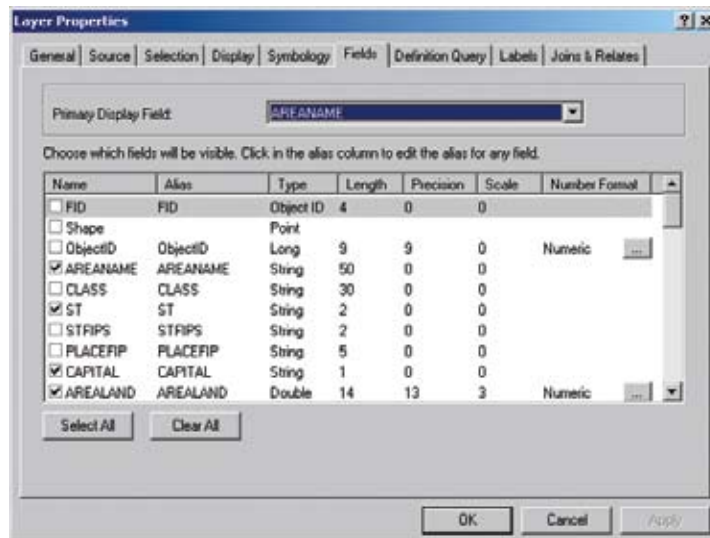 Layer Properties
General Source Selection Display Symbology Fields Definition Query Labels Joins & Relates
Primary Display Field: AREANAME
Choose which fields will be visible. Click in the alias column to edit the alias for any field.
Name Alias Type Length Precision Scale Number Format
FID FID Object ID 4 0 0
Shape Point
ObjectID ObjectID Long 9 9 0 Numeric ...
AREANAME AREANAME String 50 0 0
CLASS CLASS String 30 0 0
ST ST String 2 0 0
STFIPS STFIPS String 2 0 0
PLACEFIP PLACEFIP String 5 0 0
CAPITAL CAPITAL String 1 0 0
AREALAND AREALAND Double 14 13 3 Numeric ...
Select All Clear All
OK Cancel Apply